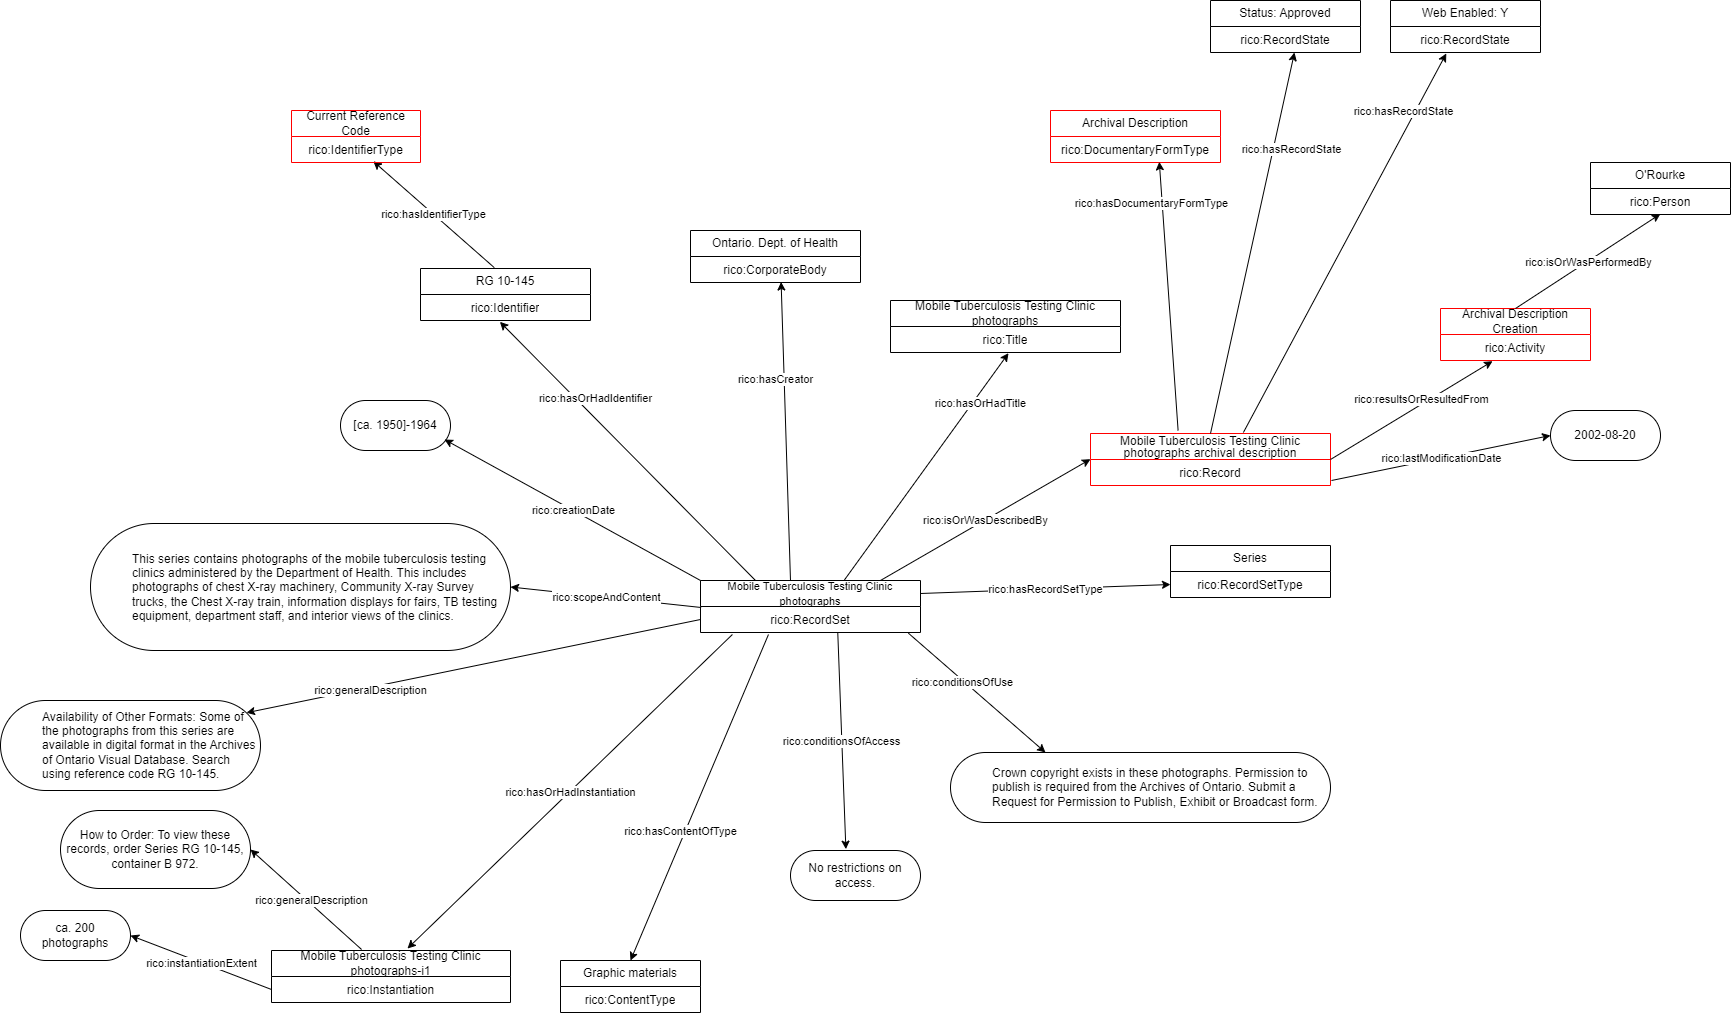 Status: Approved
rico:RecordState
Web Enabled: Y
rico:RecordState
rico:hasRecordState
rico:hasRecordState
Current Reference
Code
rico:IdentifierType
Archival Description
rico:DocumentaryFormType
O'Rourke
rico:Person
rico:hasIdentifierType
rico:hasDocumentaryFormType
Ontario. Dept. of Health
rico:CorporateBody
rico:isOrWasPerformedBy
RG 10-145
rico:Identifier
Mobile Tuberculosis Testing Clinic
photographs
rico:Title
Archival Description
Creation
rico:Activity
rico:hasCreator
rico:hasOrHadIdentifier
rico:hasOrHadTitle
rico:resultsOrResultedFrom
[ca. 1950]-1964
Mobile Tuberculosis Testing Clinic
photographs archival description
rico:Record
2002-08-20
rico:lastModificationDate
rico:creationDate
rico:isOrWasDescribedBy
This series contains photographs of the mobile tuberculosis testing
clinics administered by the Department of Health. This includes
photographs of chest X-ray machinery, Community X-ray Survey
trucks, the Chest X-ray train, information displays for fairs, TB testing
equipment, department staff, and interior views of the clinics.
rico:scopeAndContent
Mobile Tuberculosis Testing Clinic
photographs
rico:RecordSet
rico:hasRecordSetType
Series
rico:RecordSetType
rico:generalDescription
rico:conditionsOfUse
Availability of Other Formats: Some of
the photographs from this series are
available in digital format in the Archives
of Ontario Visual Database. Search
using reference code RG 10-145.
rico:conditionsOfAccess
Crown copyright exists in these photographs. Permission to
publish is required from the Archives of Ontario. Submit a
Request for Permission to Publish, Exhibit or Broadcast form.
rico:hasOrHadInstantiation
rico:hasContentOfType
How to Order: To view these
records, order Series RG 10-145,
container B 972.
No restrictions on
access.
rico:generalDescription
ca. 200
photographs
rico:instantiationExtent
Mobile Tuberculosis Testing Clinic
photographs-i1
rico:Instantiation
Graphic materials
rico:ContentType